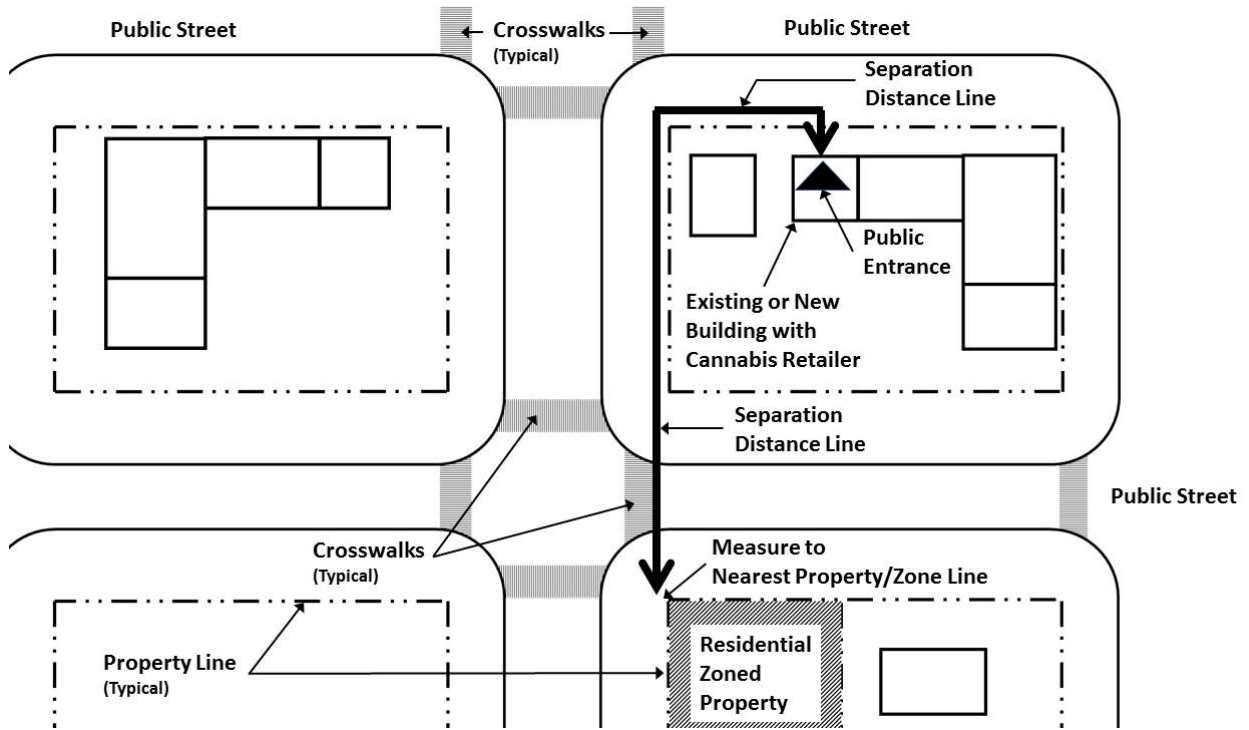 Public Street
Crosswalks
(Typical)
Public Street
Separation
Distance Line
Public
Entrance
Existing or New
Building with
Cannabis Retailer
Separation
Distance Line
Public Street
Crosswalks
(Typical)
Measure to
Nearest Property/Zone Line
Property Line
(Typical)
Residential
Zoned
Property